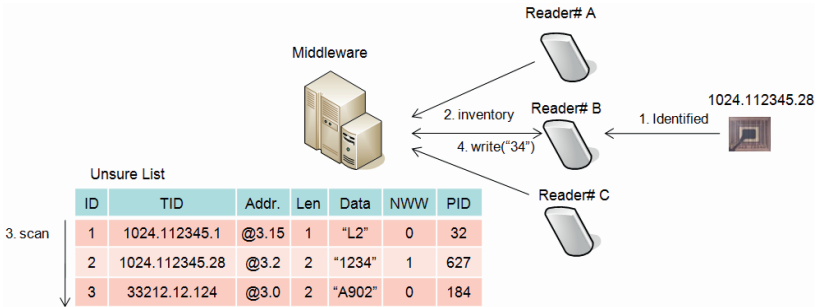 Reader# A
Middleware
1024.112345.28
2. inventory
Reader# B
1. Identified
4. write("34")
Unsure List
Reader# C
ID TID Addr. Len Data NWW PID
3. scan
1 1024.112345.1 @3.15 1 "L2" 0 32
2 1024.112345.28 @3.2 2 "1234" 1 627
3 33212.12.124 @3.0 2 "A902" 0 184